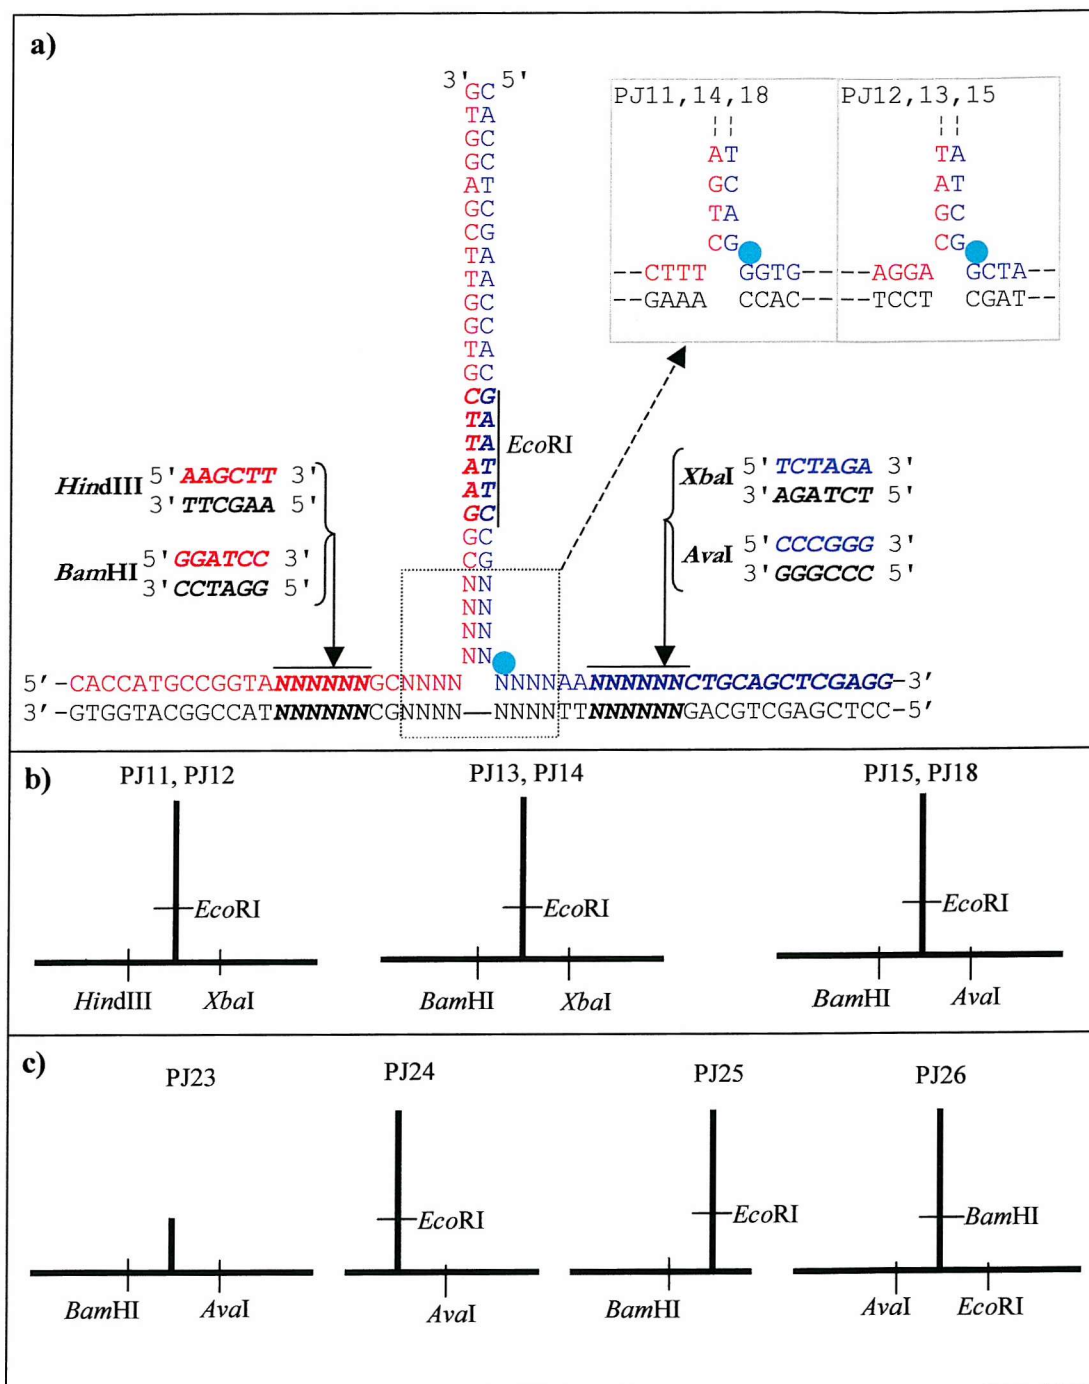 a)
3' GC 5'
TA
GC
GC
AT
GC
CG
TA
TA
GC
GC
TA
GC
CG
TA
TA
AT
AT
GC
GC
CG
NN
NN
NN
NN
EcoRI
PJ11,14,18
AT
GC
TA
CG
--CTTT GGTG--
--GAAA CCAC--
PJ12,13,15
TA
AT
GC
CG
--AGGA GCTA--
--TCCT CGAT--
HindIII 5' AAGCTT 3'
3' TTCGAA 5'
BamHI 5' GGATCC 3'
3' CCTAGG 5'
XbaI 5' TCTAGA 3'
3' AGATCT 5'
AvaI 5' CCCGGG 3'
3' GGGCCC 5'
5'-CACCATGCCGGTANNNNNNGCNNNN NNNNAANNNNNNCTGCAGCTCGAGG-3'
3'-GTGGTACGGCCATNNNNNNCGNNNN—NNNNTTNNNNNNGACGTCGAGCTCC-5'
b)
PJ11, PJ12
EcoRI
HindIII XbaI
PJ13, PJ14
EcoRI
BamHI XbaI
PJ15, PJ18
EcoRI
BamHI AvaI
c)
PJ23
BamHI AvaI
PJ24
EcoRI
AvaI
PJ25
EcoRI
BamHI
PJ26
BamHI
AvaI EcoRI